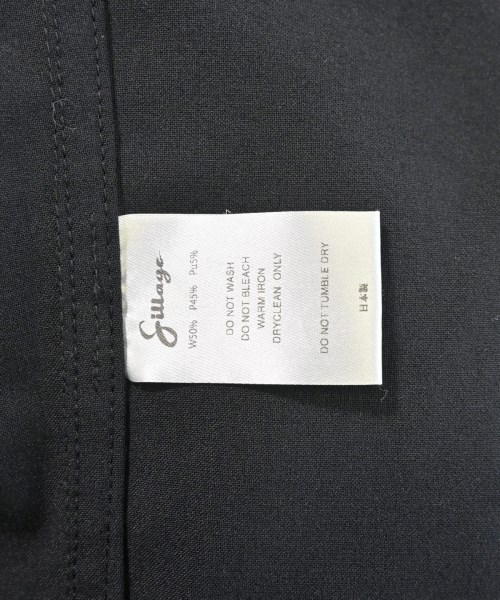 Sillage
W50% P45% Pu5%
DO NOT WASH
DO NOT BLEACH
WARM IRON
DRYCLEAN ONLY
DO NOT TUMBLE DRY
日本製